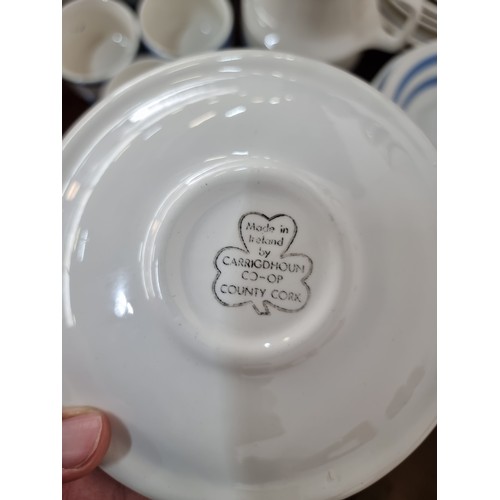 Made in
Ireland
by
CARRIGDHOUN
CO-OP
COUNTY CORK